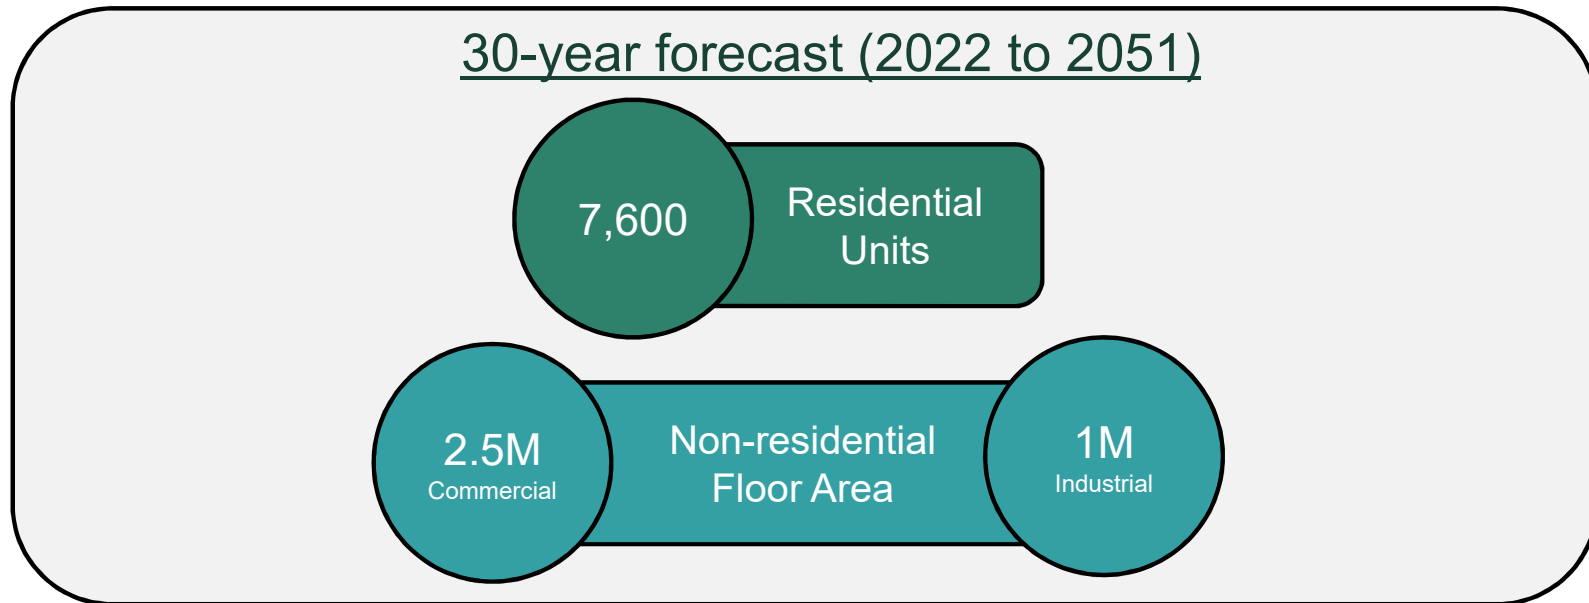 30-year forecast (2022 to 2051)
7,600
Residential
Units
2.5M
Commercial
Non-residential
Floor Area
1M
Industrial